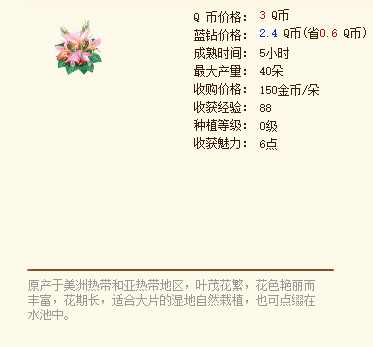 Q 币价格： 3 Q币
蓝钻价格： 2.4 Q币(省0.6 Q币)
成熟时间： 5小时
最大产量： 40朵
收购价格： 150金币/朵
收获经验： 88
种植等级： 0级
收获魅力： 6点
原产于美洲热带和亚热带地区，叶茂花繁，花色艳丽而
丰富，花期长，适合大片的湿地自然栽植，也可点缀在
水池中。